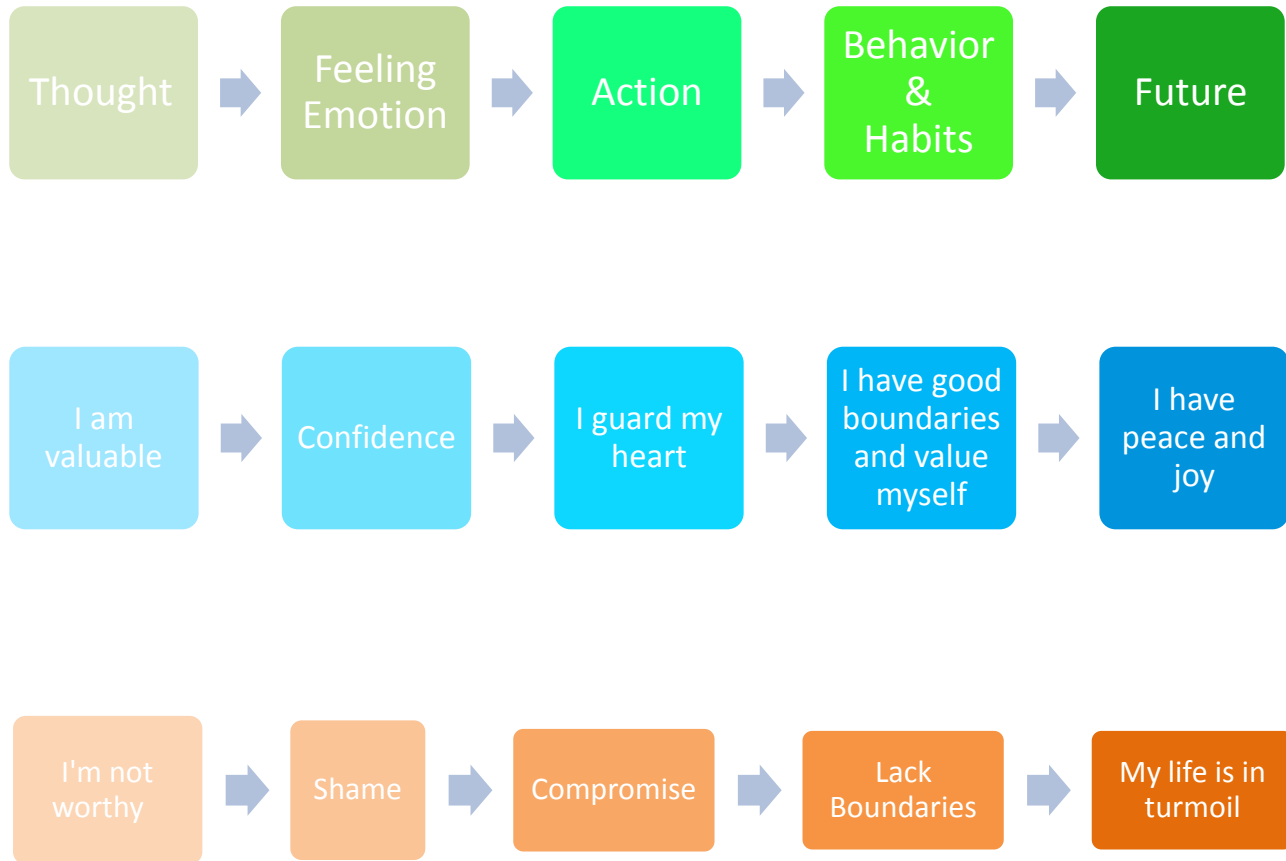 Thought
Feeling
Emotion
Action
Behavior
&
Habits
Future
I am
valuable
Confidence
I guard my
heart
I have good
boundaries
and value
myself
I have
peace and
joy
I'm not
worthy
Shame
Compromise
Lack
Boundaries
My life is in
turmoil